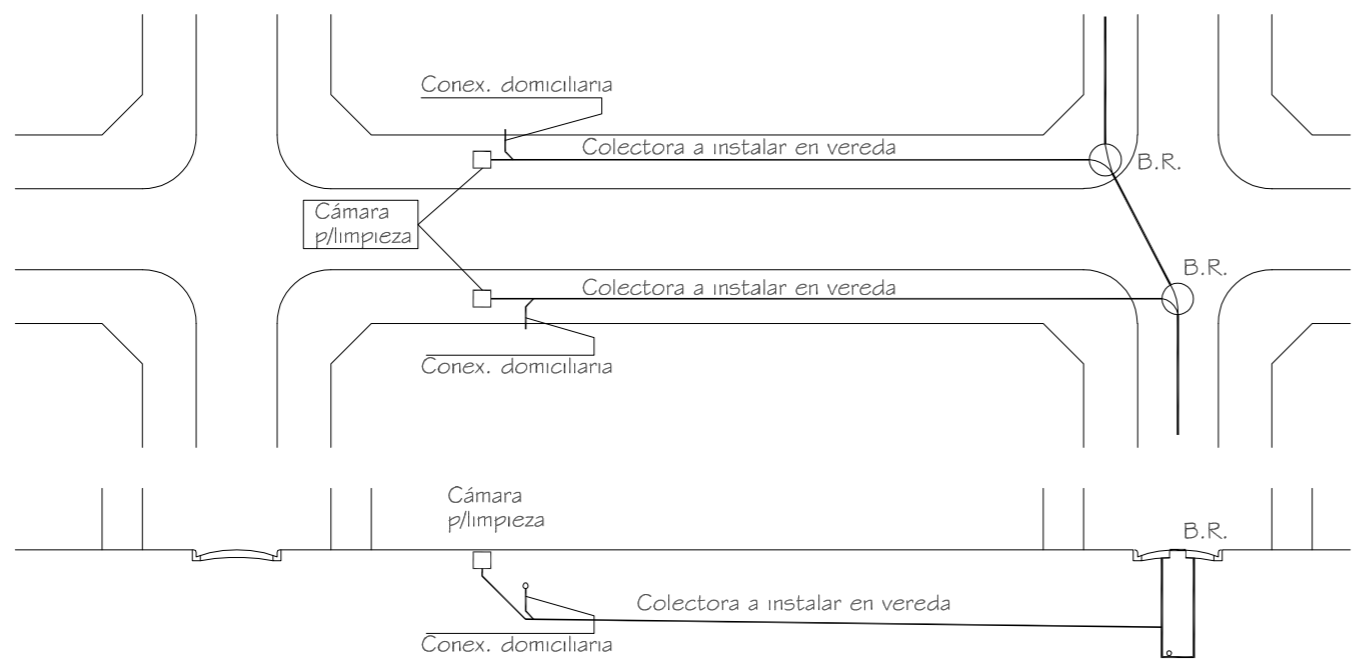 Conex. domiciliaria
Colectora a instalar en vereda
B.R.
Cámara
p/limpieza
B.R.
Colectora a instalar en vereda
Conex. domiciliaria
Cámara
p/limpieza
B.R.
Colectora a instalar en vereda
Conex. domiciliaria